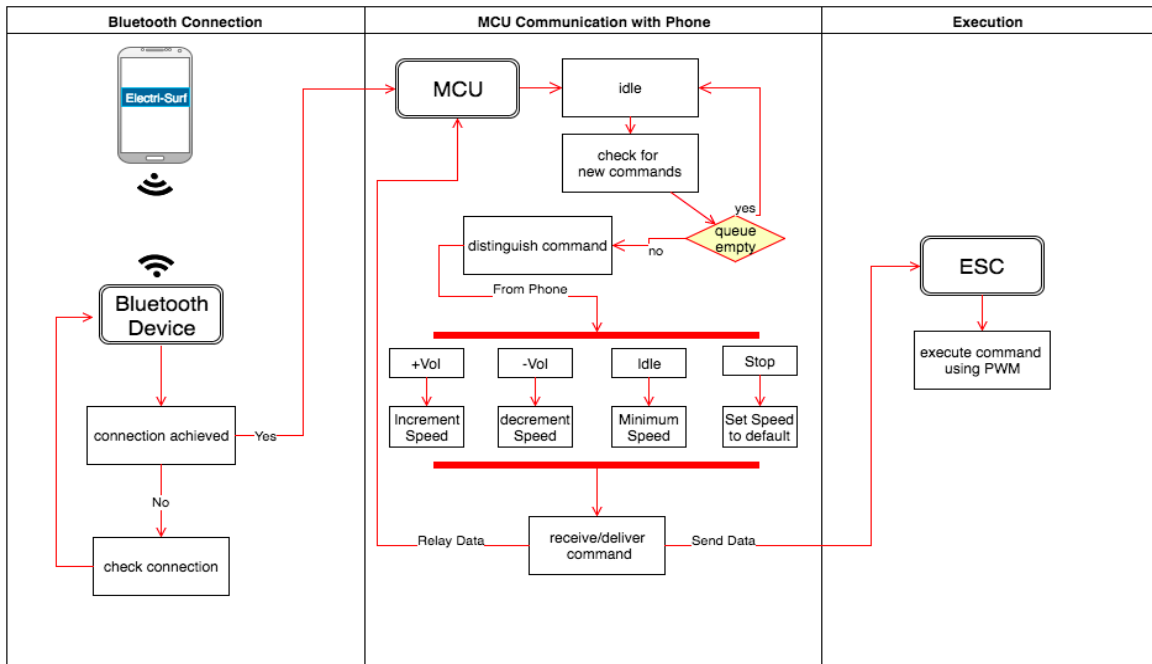 Bluetooth Connection
MCU Communication with Phone
Execution
Electri-Surf
Bluetooth
Device
connection achieved
Yes
No
check connection
MCU
idle
check for
new commands
yes
queue
empty
no
distinguish command
From Phone
+Vol
-Vol
Idle
Stop
Increment
Speed
decrement
Speed
Minimum
Speed
Set Speed
to default
Relay Data
receive/deliver
command
Send Data
ESC
execute command
using PWM